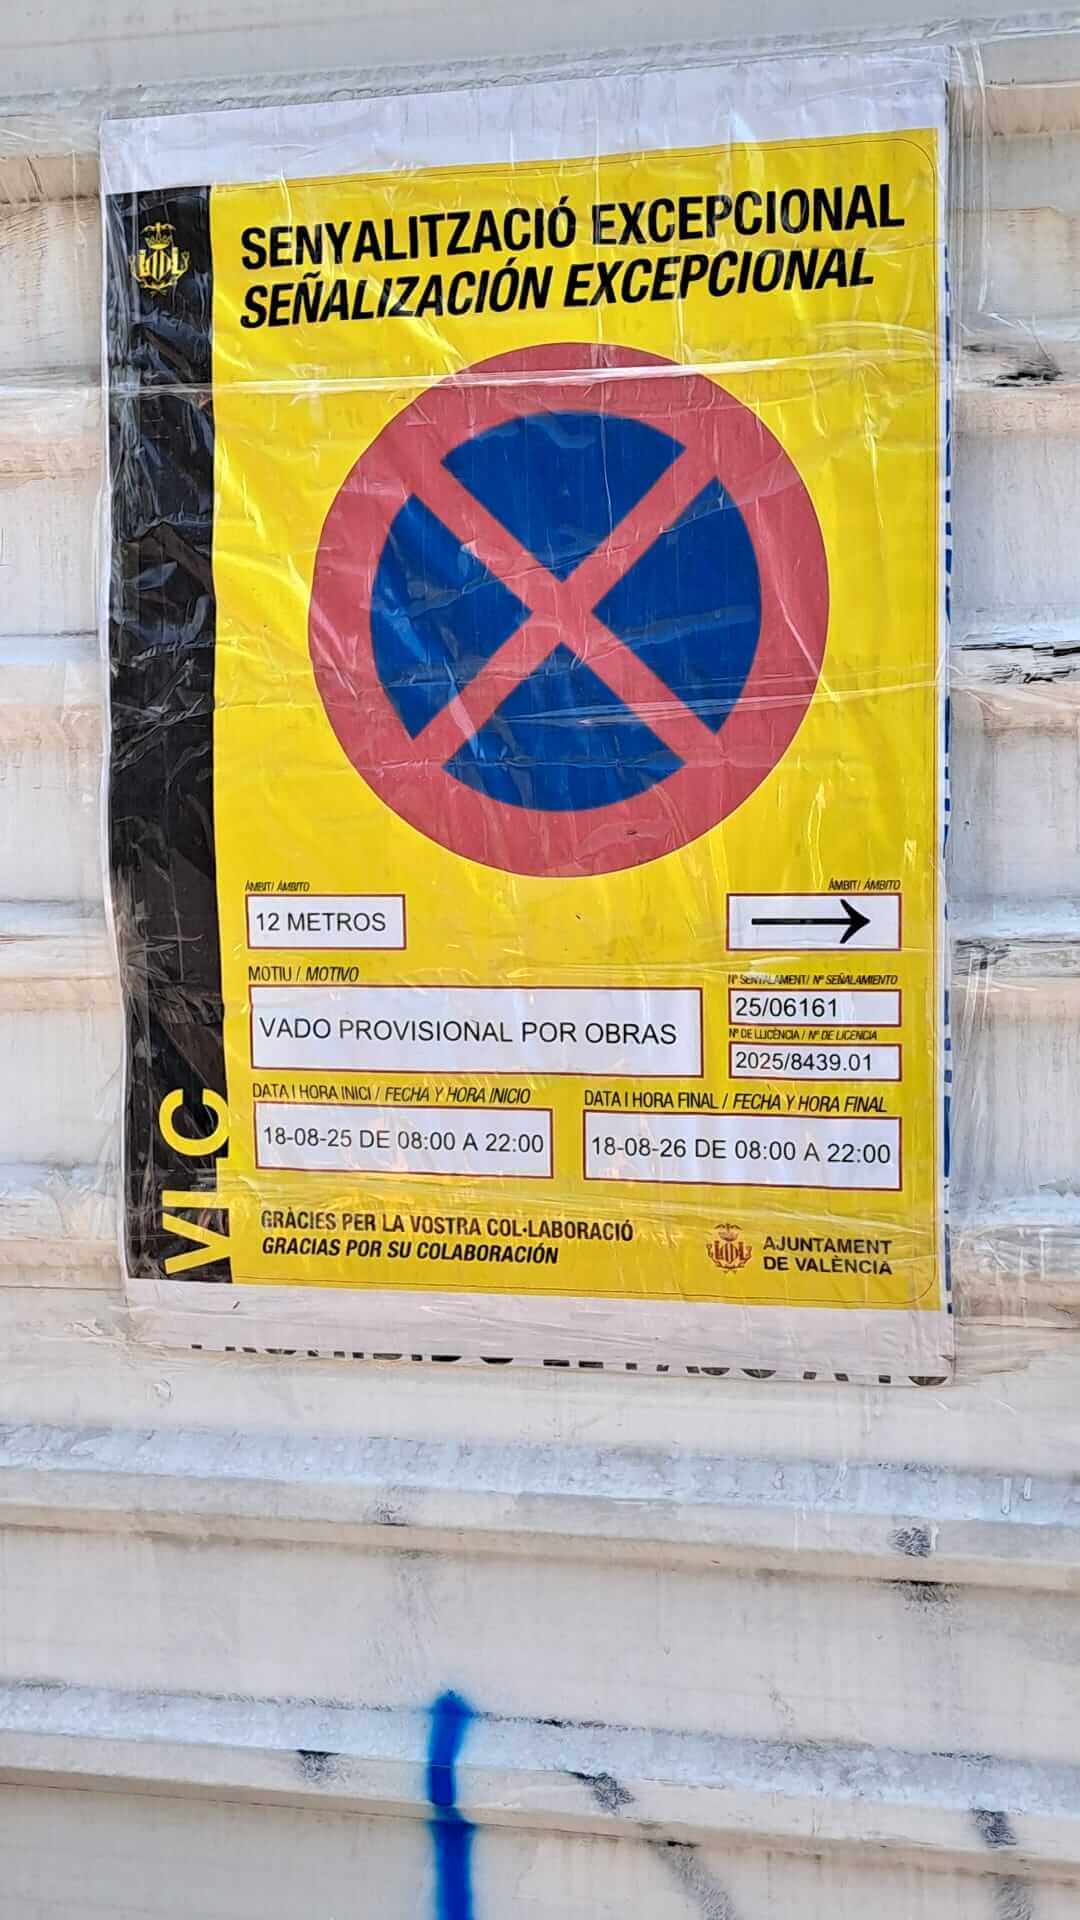 SENYALITZACIÓ EXCEPCIONAL
SEÑALIZACIÓN EXCEPCIONAL
ÀMBIT/ ÁMBITO
12 METROS
ÀMBIT/ ÁMBITO
MOTIU / MOTIVO
VADO PROVISIONAL POR OBRAS
Nº SENYALAMENT/ Nº SEÑALAMIENTO
25/06161
Nº DE LLICÈNCIA / Nº DE LICENCIA
2025/8439.01
DATA I HORA INICI / FECHA Y HORA INICIO
18-08-25 DE 08:00 A 22:00
DATA I HORA FINAL / FECHA Y HORA FINAL
18-08-26 DE 08:00 A 22:00
GRÀCIES PER LA VOSTRA COL·LABORACIÓ
GRACIAS POR SU COLABORACIÓN
AJUNTAMENT
DE VALÈNCIA
VLC